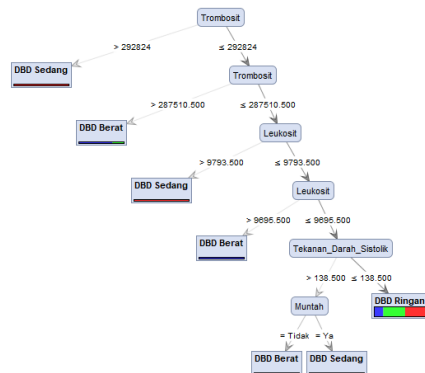 Trombosit
> 292824
≤ 292824
DBD Sedang
Trombosit
> 287510.500
≤ 287510.500
DBD Berat
Leukosit
> 9793.500
≤ 9793.500
DBD Sedang
Leukosit
> 9695.500
≤ 9695.500
DBD Berat
Tekanan_Darah_Sistolik
> 138.500
≤ 138.500
Muntah
DBD Ringan
= Tidak
= Ya
DBD Berat
DBD Sedang